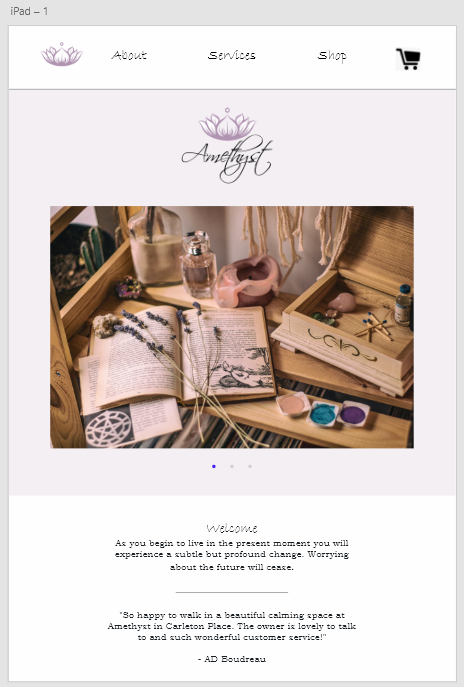 iPad – 1
About Services Shop
Amethyst
Welcome
As you begin to live in the present moment you will
experience a subtle but profound change. Worrying
about the future will cease.
"So happy to walk in a beautiful calming space at
Amethyst in Carleton Place. The owner is lovely to talk
to and such wonderful customer service!"
- AD Boudreau